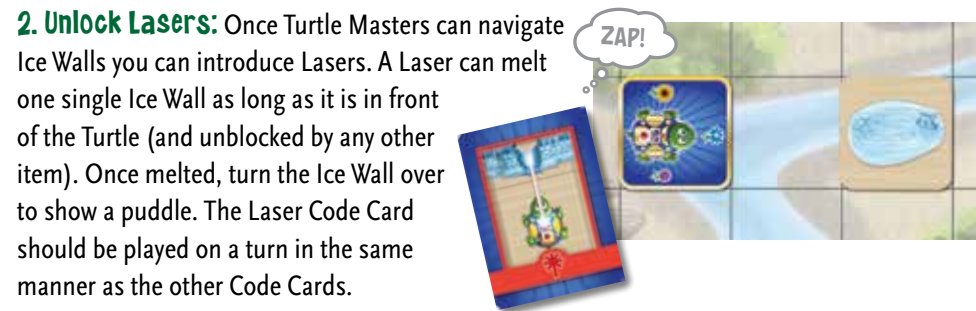 2. Unlock Lasers: Once Turtle Masters can navigate
Ice Walls you can introduce Lasers. A Laser can melt
one single Ice Wall as long as it is in front
of the Turtle (and unblocked by any other
item). Once melted, turn the Ice Wall over
to show a puddle. The Laser Code Card
should be played on a turn in the same
manner as the other Code Cards.
ZAP!